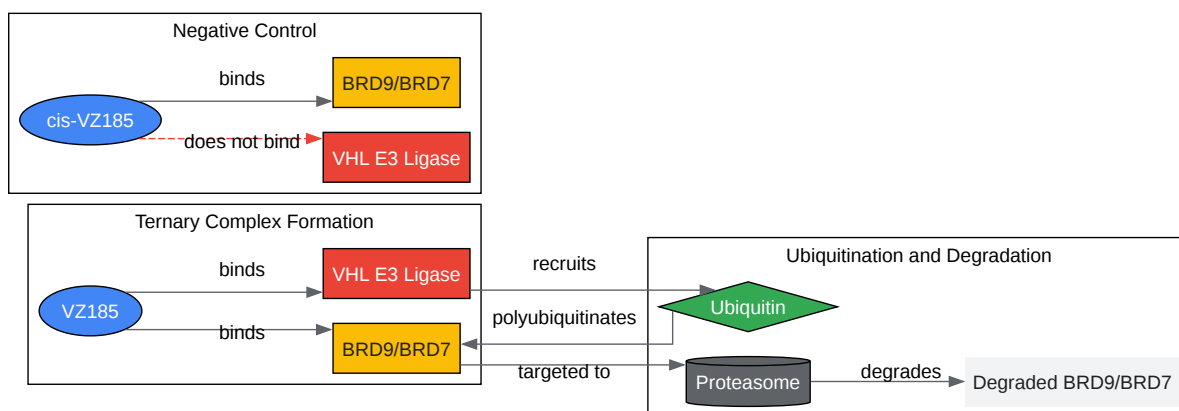 Negative Control
binds
BRD9/BRD7
cis-VZ185
does not bind
VHL E3 Ligase
Ternary Complex Formation
binds
VHL E3 Ligase
VZ185
binds
BRD9/BRD7
recruits
polyubiquitinates
targeted to
Ubiquitination and Degradation
Ubiquitin
Proteasome
degrades
Degraded BRD9/BRD7